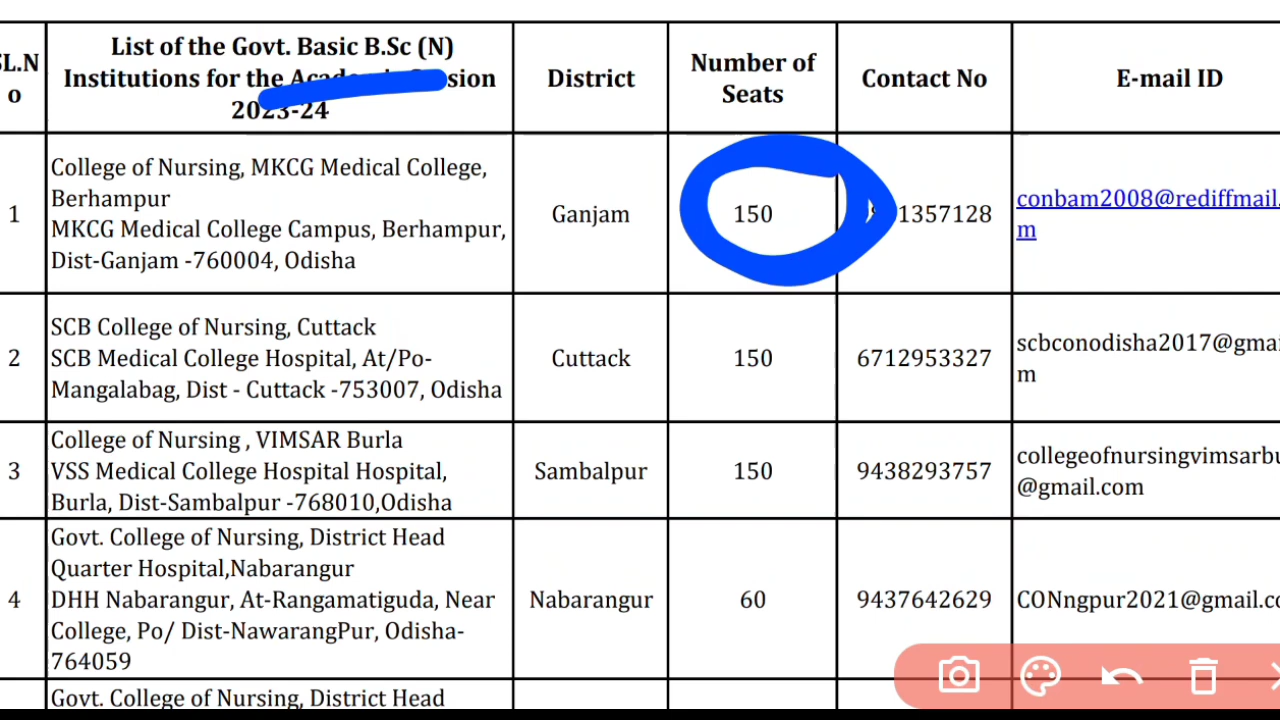 SL.N
o
List of the Govt. Basic B.Sc (N)
Institutions for the
2023-24
District
Number of
Seats
Contact No
E-mail ID
1
College of Nursing, MKCG Medical College,
Berhampur
MKCG Medical College Campus, Berhampur,
Dist-Ganjam -760004, Odisha
Ganjam
150
1357128
conbam2008@rediffmail.
m
2
SCB College of Nursing, Cuttack
SCB Medical College Hospital, At/Po-
Mangalabag, Dist - Cuttack -753007, Odisha
Cuttack
150
6712953327
scbconodisha2017@gmai
m
3
College of Nursing , VIMSAR Burla
VSS Medical College Hospital Hospital,
Burla, Dist-Sambalpur -768010,Odisha
Sambalpur
150
9438293757
collegeofnursingvimsarbu
@gmail.com
4
Govt. College of Nursing, District Head
Quarter Hospital,Nabarangur
DHH Nabarangur, At-Rangamatiguda, Near
College, Po/ Dist-NawarangPur, Odisha-
764059
Nabarangur
60
9437642629
CONngpur2021@gmail.co
Govt. College of Nursing, District Head